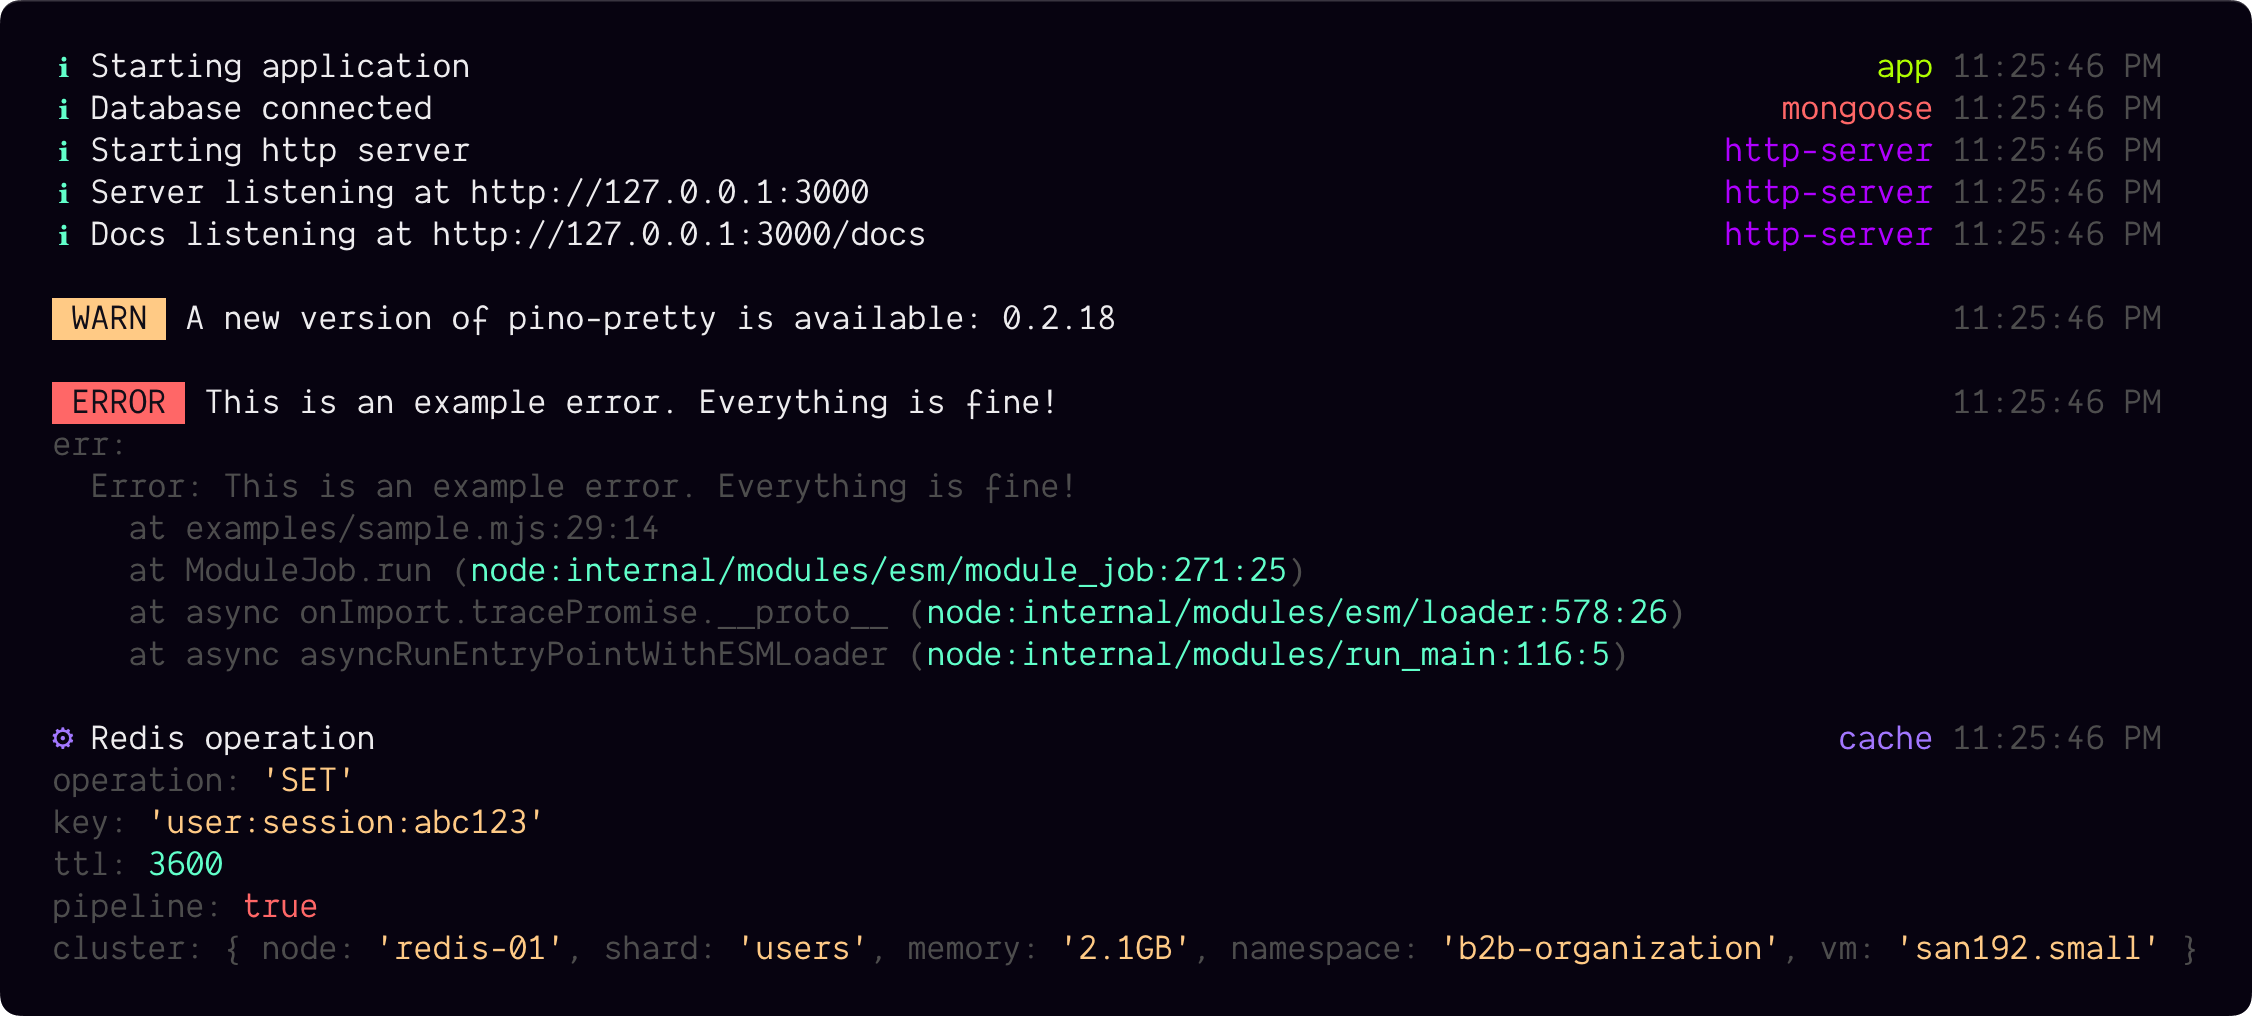 ℹ Starting application app 11:25:46 PM
ℹ Database connected mongoose 11:25:46 PM
ℹ Starting http server http-server 11:25:46 PM
ℹ Server listening at http://127.0.0.1:3000 http-server 11:25:46 PM
ℹ Docs listening at http://127.0.0.1:3000/docs http-server 11:25:46 PM
WARN A new version of pino-pretty is available: 0.2.18 11:25:46 PM
ERROR This is an example error. Everything is fine! 11:25:46 PM
err:
Error: This is an example error. Everything is fine!
at examples/sample.mjs:29:14
at ModuleJob.run (node:internal/modules/esm/module_job:271:25)
at async onImport.tracePromise.__proto__ (node:internal/modules/esm/loader:578:26)
at async asyncRunEntryPointWithESMLoader (node:internal/modules/run_main:116:5)
⚙ Redis operation cache 11:25:46 PM
operation: 'SET'
key: 'user:session:abc123'
ttl: 3600
pipeline: true
cluster: { node: 'redis-01', shard: 'users', memory: '2.1GB', namespace: 'b2b-organization', vm: 'san192.small' }